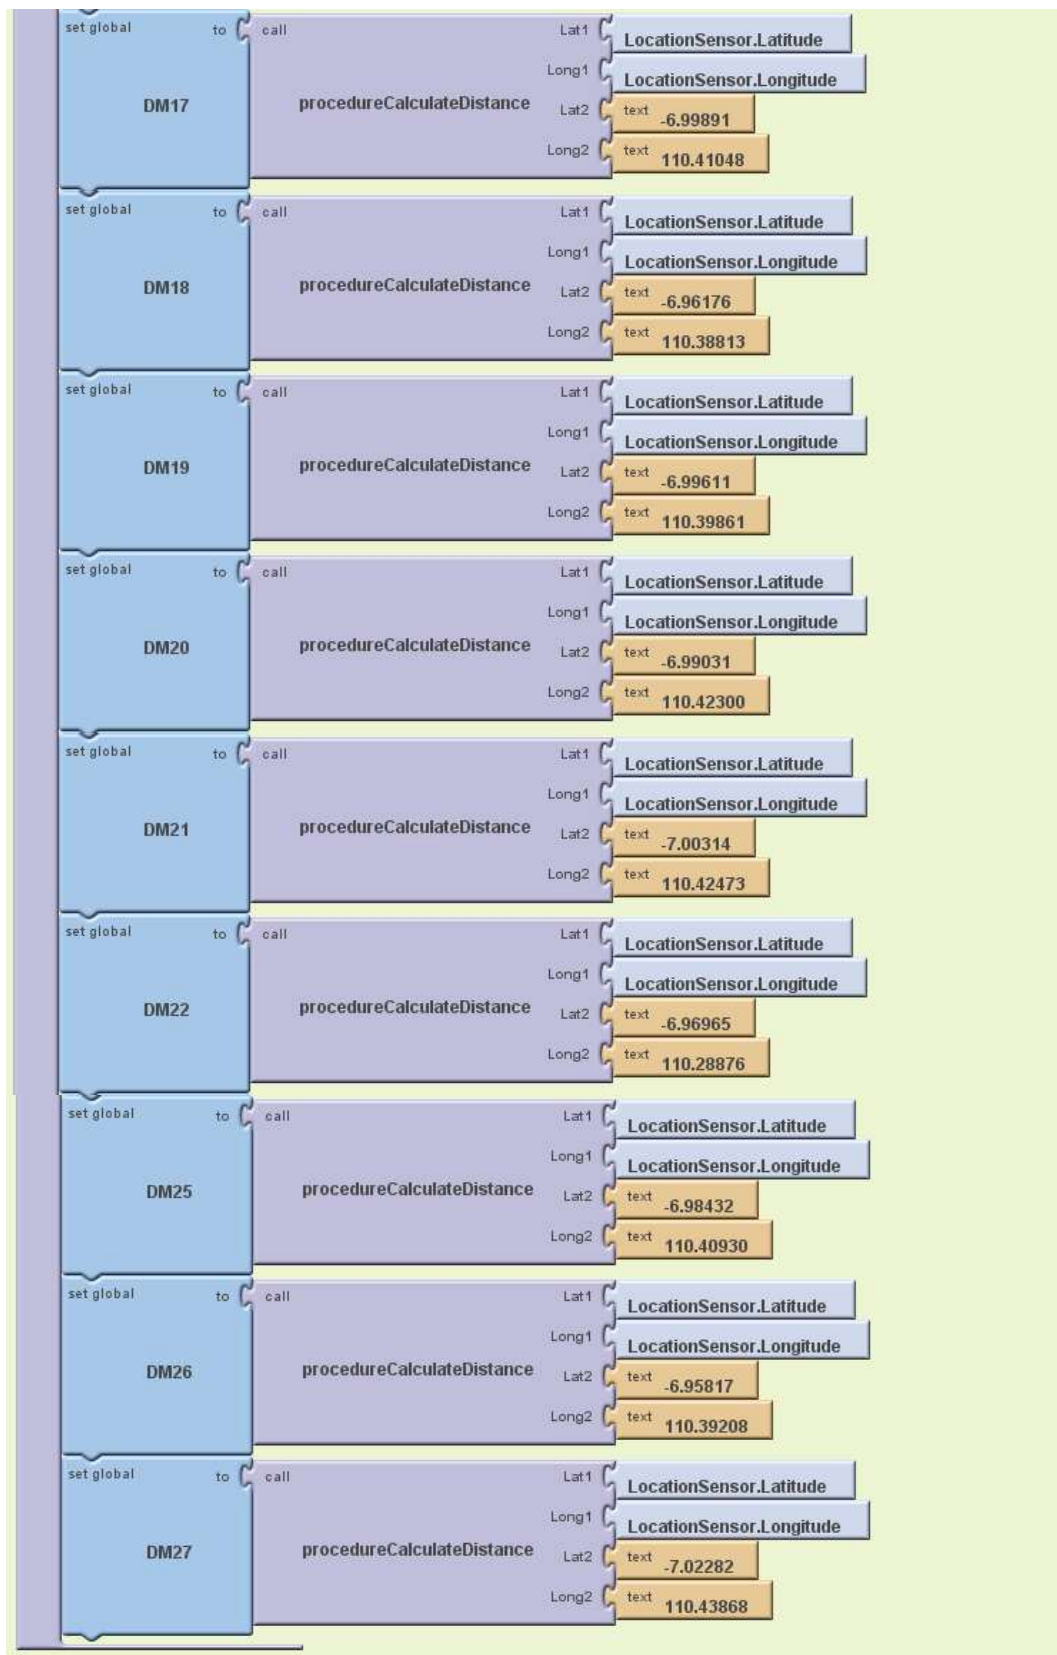 set global to call Lat1 LocationSensor.Latitude
Long1 LocationSensor.Longitude
DM17 procedureCalculateDistance Lat2 text -6.99891
Long2 text 110.41048
set global to call Lat1 LocationSensor.Latitude
Long1 LocationSensor.Longitude
DM18 procedureCalculateDistance Lat2 text -6.96176
Long2 text 110.38813
set global to call Lat1 LocationSensor.Latitude
Long1 LocationSensor.Longitude
DM19 procedureCalculateDistance Lat2 text -6.99611
Long2 text 110.39861
set global to call Lat1 LocationSensor.Latitude
Long1 LocationSensor.Longitude
DM20 procedureCalculateDistance Lat2 text -6.99031
Long2 text 110.42300
set global to call Lat1 LocationSensor.Latitude
Long1 LocationSensor.Longitude
DM21 procedureCalculateDistance Lat2 text -7.00314
Long2 text 110.42473
set global to call Lat1 LocationSensor.Latitude
Long1 LocationSensor.Longitude
DM22 procedureCalculateDistance Lat2 text -6.96965
Long2 text 110.28876
set global to call Lat1 LocationSensor.Latitude
Long1 LocationSensor.Longitude
DM25 procedureCalculateDistance Lat2 text -6.98432
Long2 text 110.40930
set global to call Lat1 LocationSensor.Latitude
Long1 LocationSensor.Longitude
DM26 procedureCalculateDistance Lat2 text -6.95817
Long2 text 110.39208
set global to call Lat1 LocationSensor.Latitude
Long1 LocationSensor.Longitude
DM27 procedureCalculateDistance Lat2 text -7.02282
Long2 text 110.43868